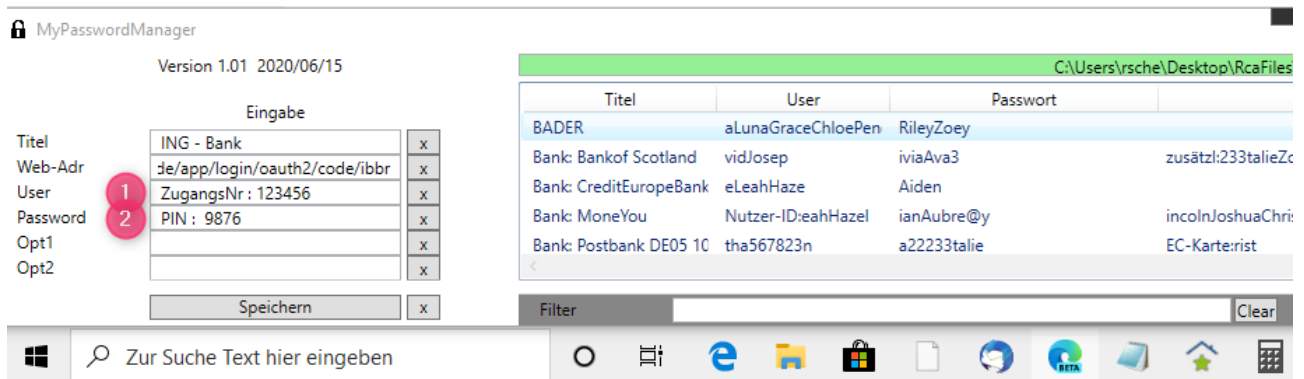 MyPasswordManager
Version 1.01 2020/06/15
Eingabe
Titel ING - Bank x
Web-Adr de/app/login/oauth2/code/ibbr x
User 1 ZugangsNr : 123456 x
Password 2 PIN : 9876 x
Opt1 x
Opt2 x
Speichern x
C:\Users\rsche\Desktop\RcaFiles\
Titel User Passwort
BADER aLunaGraceChloePen RileyZoey
Bank: Bankof Scotland vidJosep iviaAva3 zusätzl:233talieZo
Bank: CreditEuropeBank eLeahHaze Aiden
Bank: MoneYou Nutzer-ID:eahHazel ianAubre@y incolnJoshuaChris
Bank: Postbank DE05 10 tha567823n a22233talie EC-Karte:rist
Filter Clear
Zur Suche Text hier eingeben
BETA